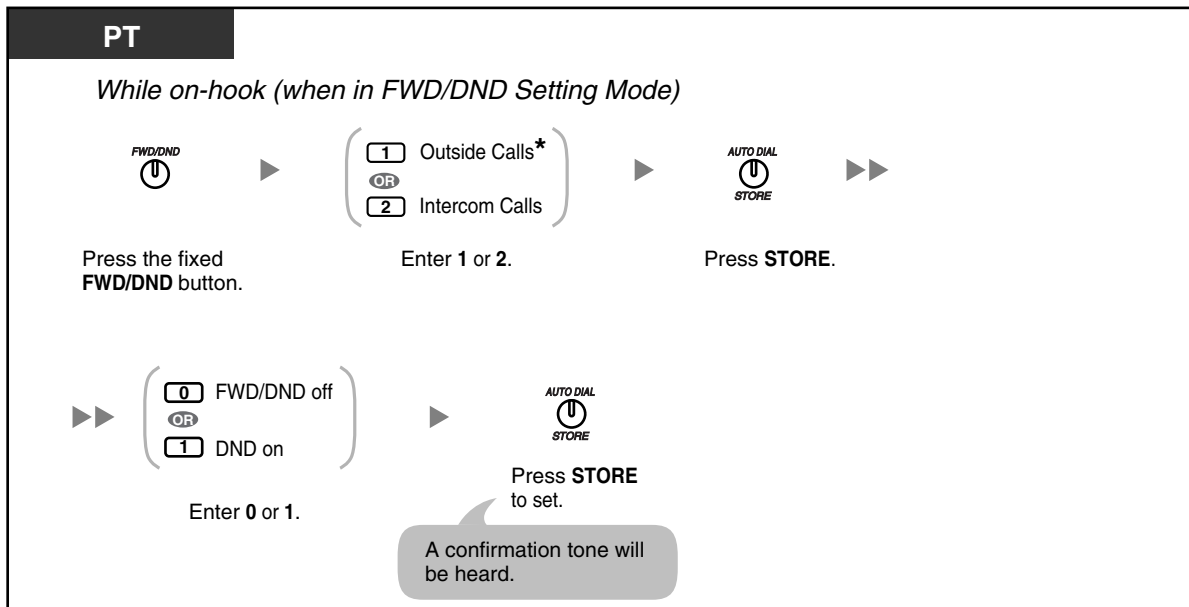 PT
While on-hook (when in FWD/DND Setting Mode)
FWD/DND
1 Outside Calls*
OR
2 Intercom Calls
AUTO DIAL
STORE
Press the fixed
FWD/DND button.
Enter 1 or 2.
Press STORE.
0 FWD/DND off
OR
1 DND on
AUTO DIAL
STORE
Enter 0 or 1.
Press STORE
to set.
A confirmation tone will
be heard.